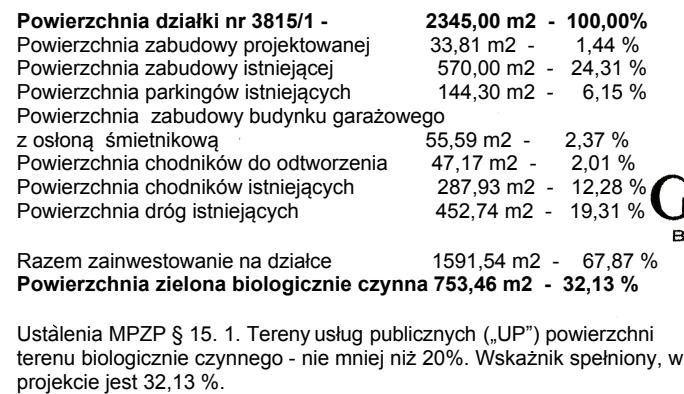 Powierzchnia działki nr 3815/1 - 2345,00 m2 - 100,00%
Powierzchnia zabudowy projektowanej 33,81 m2 - 1,44 %
Powierzchnia zabudowy istniejącej 570,00 m2 - 24,31 %
Powierzchnia parkingów istniejących 144,30 m2 - 6,15 %
Powierzchnia zabudowy budynku garażowego
z osłoną śmietnikową 55,59 m2 - 2,37 %
Powierzchnia chodników do odtworzenia 47,17 m2 - 2,01 %
Powierzchnia chodników istniejących 287,93 m2 - 12,28 %
Powierzchnia dróg istniejących 452,74 m2 - 19,31 %
G
B
Razem zainwestowanie na działce 1591,54 m2 - 67,87 %
Powierzchnia zielona biologicznie czynna 753,46 m2 - 32,13 %
Ustàlenia MPZP § 15. 1. Tereny usług publicznych („UP”) powierzchni
terenu biologicznie czynnego - nie mniej niż 20%. Wskaźnik spełniony, w
projekcie jest 32,13 %.